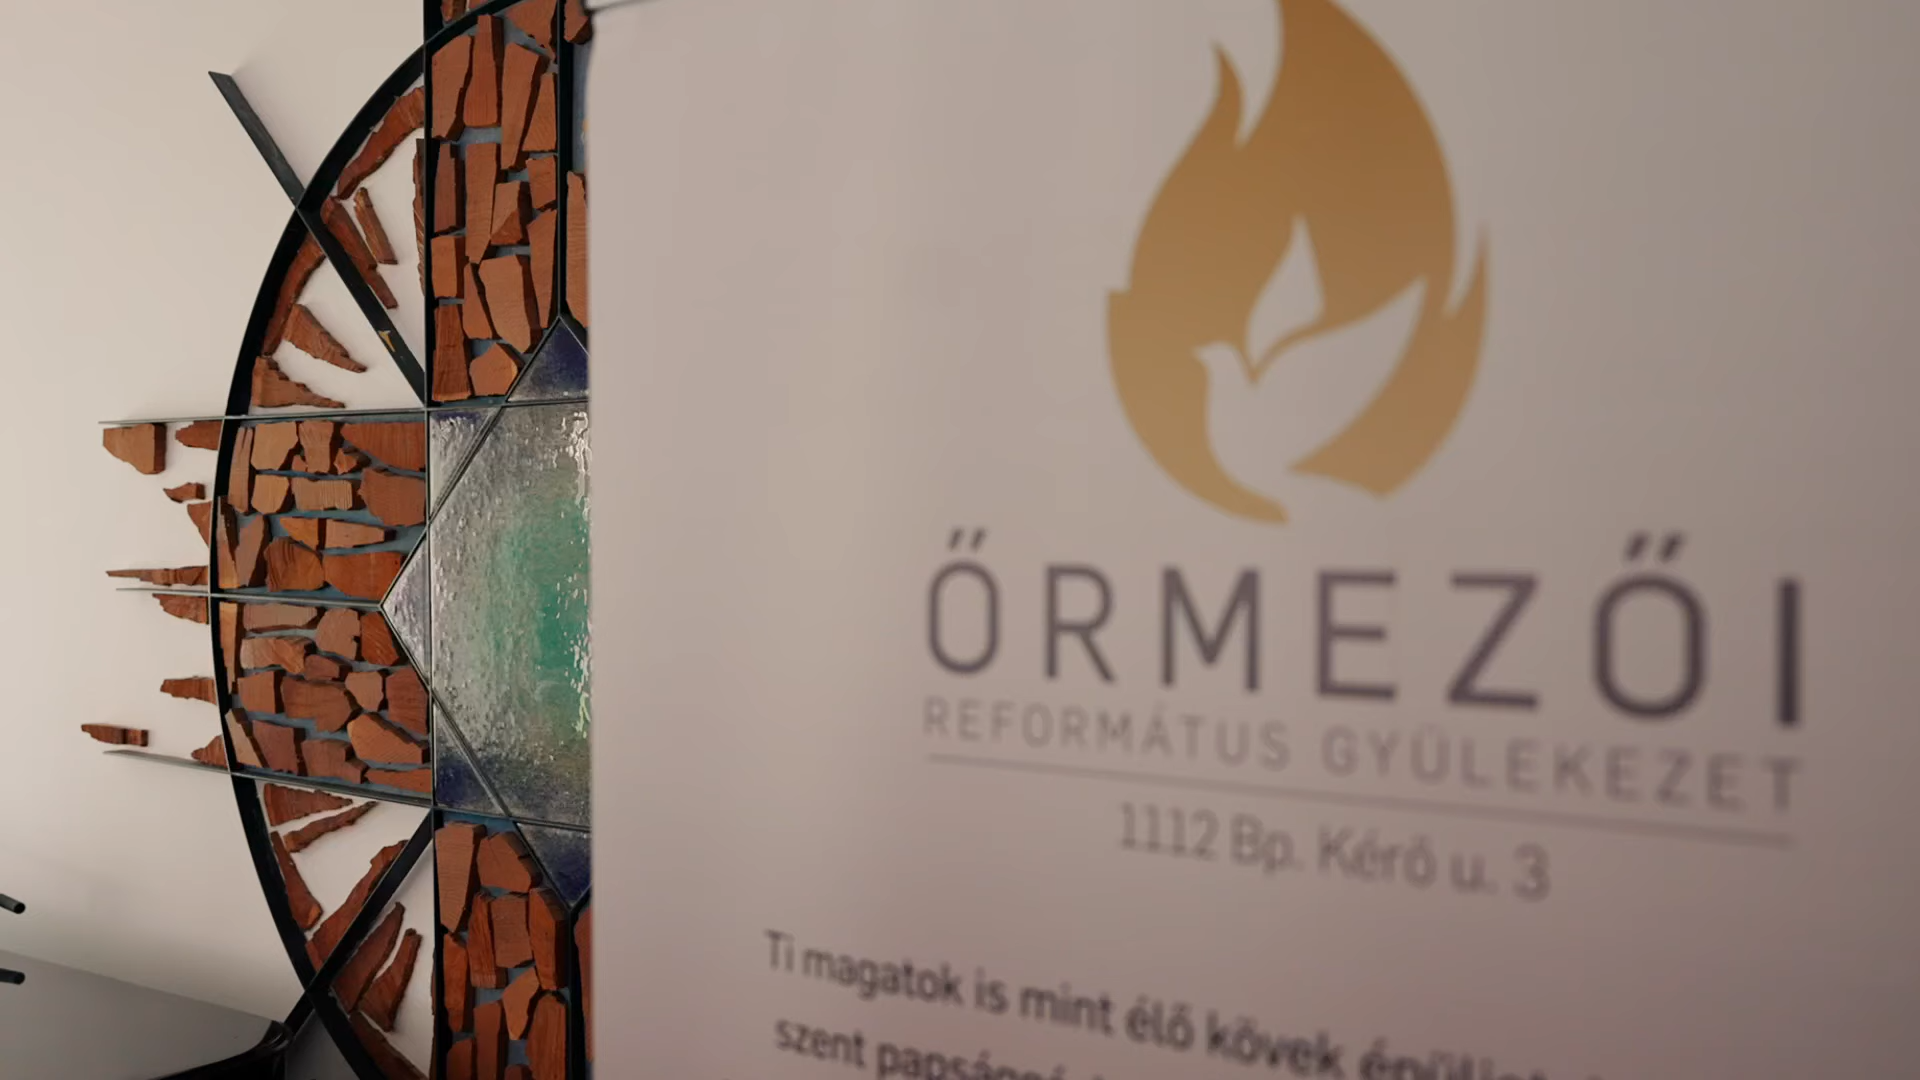 ŐRMEZŐI
REFORMÁTUS GYÜLEKEZET
1112 Bp. Kérő u. 3
Ti magatok is mint élő kövek
szent